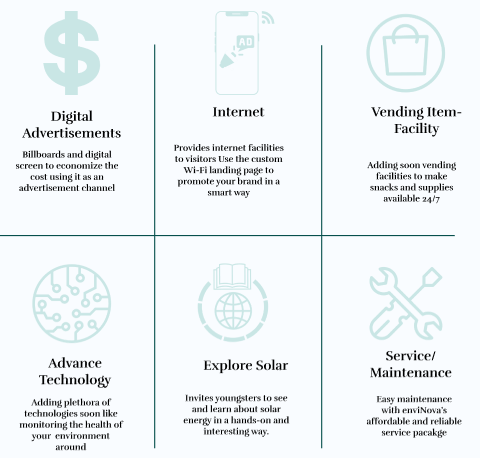 AD
Digital
Advertisements
Billboards and digital
screen to economize the
cost using it as an
advertisement channel
Internet
Provides internet facilities
to visitors Use the custom
Wi-Fi landing page to
promote your brand in a
smart way
Vending Item-
Facility
Adding soon vending
facilities to make
snacks and supplies
available 24/7
Advance
Technology
Adding plethora of
technologies soon like
monitoring the health of
your environment
around
Explore Solar
Invites youngsters to see
and learn about solar
energy in a hands-on and
interesting way.
Service/
Maintenance
Easy maintenance
with enviNova's
affordable and reliable
service pacakge